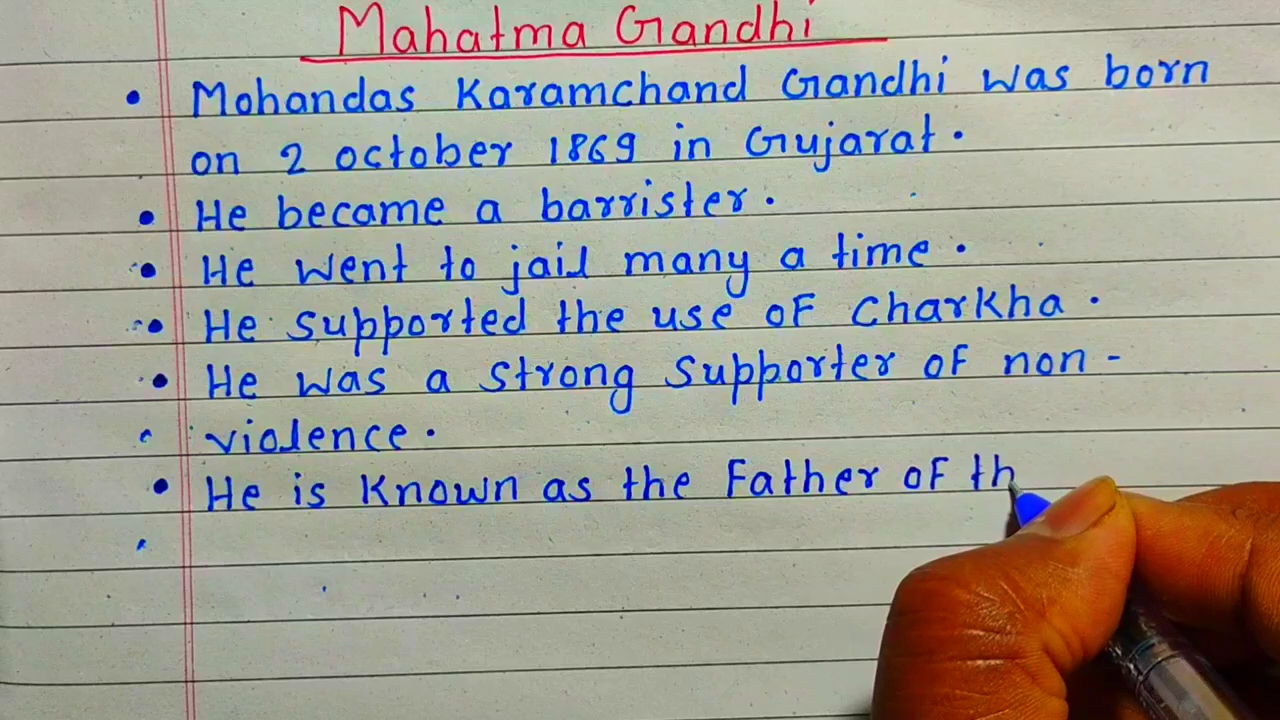 Mahatma Gandhi
• Mohandas Karamchand Gandhi was born
on 2 october 1869 in Gujarat.
• He became a barrister.
• He went to jail many a time.
• He supported the use of Charkha.
• He was a strong supporter of non-
violence.
• He is known as the Father of th